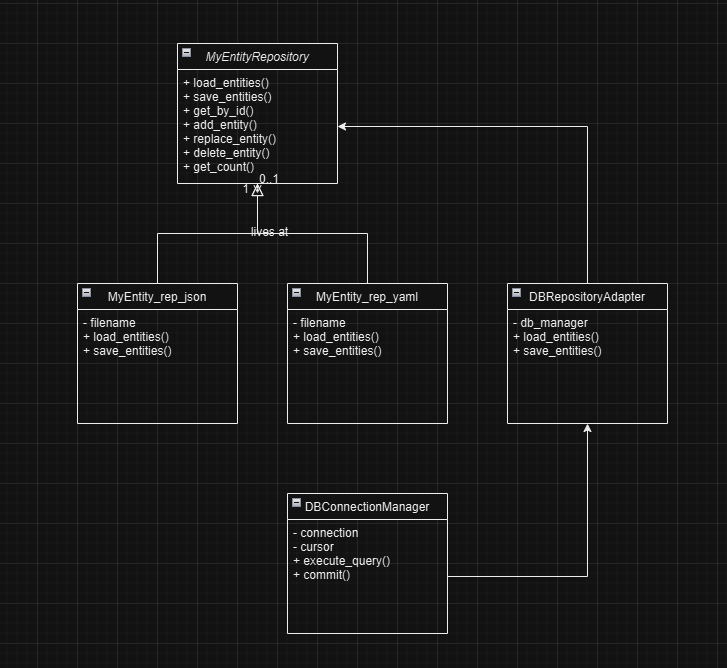 MyEntityRepository
+ load_entities()
+ save_entities()
+ get_by_id()
+ add_entity()
+ replace_entity()
+ delete_entity()
+ get_count()
0..1
1
lives at
MyEntity_rep_json
- filename
+ load_entities()
+ save_entities()
MyEntity_rep_yaml
- filename
+ load_entities()
+ save_entities()
DBRepositoryAdapter
- db_manager
+ load_entities()
+ save_entities()
DBConnectionManager
- connection
- cursor
+ execute_query()
+ commit()